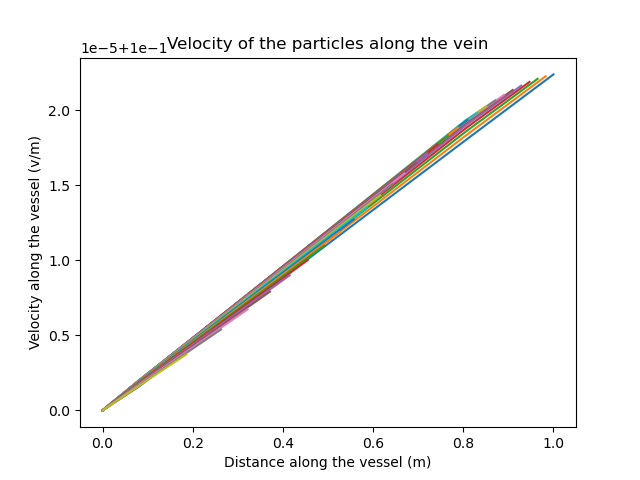 Velocity of the particles along the vein
1e−5+1e−1
2.0
1.5
1.0
0.5
0.0
Velocity along the vessel (v/m)
0.0 0.2 0.4 0.6 0.8 1.0
Distance along the vessel (m)